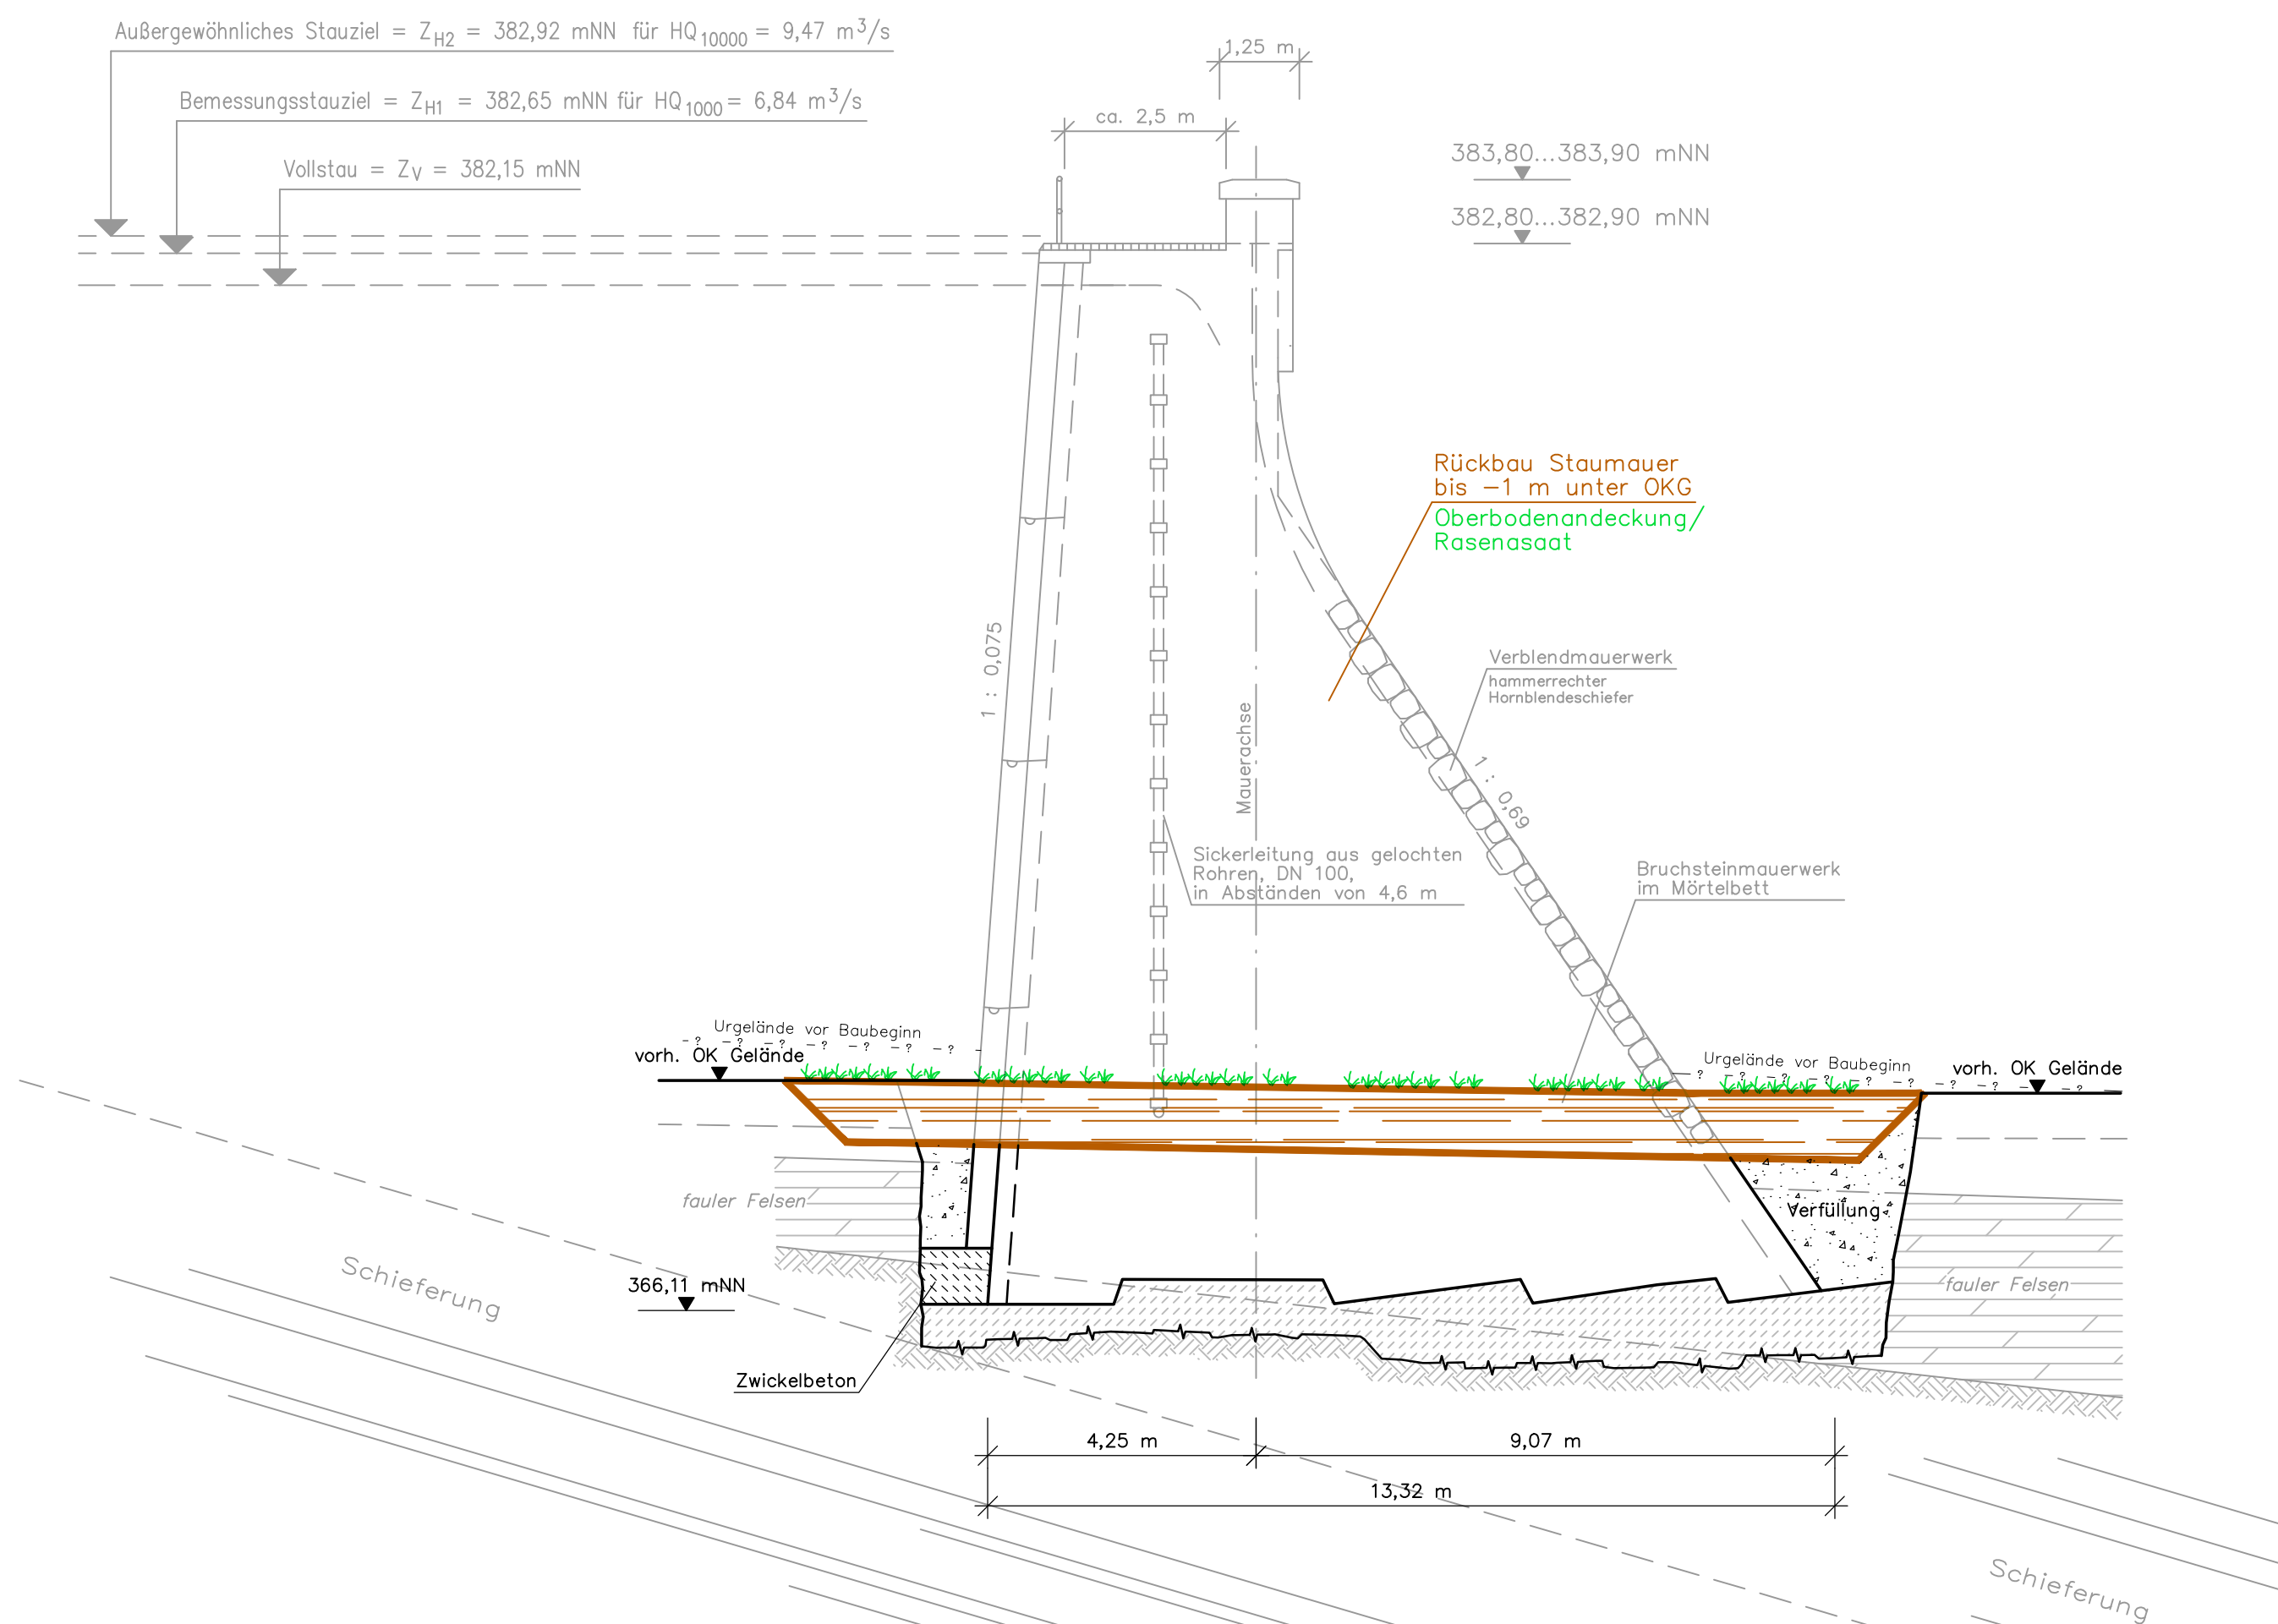 Außergewöhnliches Stauziel = ZH2 = 382,92 mNN für HQ10000 = 9,47 m³/s
1,25 m
Bemessungsstauziel = ZH1 = 382,65 mNN für HQ1000 = 6,84 m³/s
ca. 2,5 m
Vollstau = ZV = 382,15 mNN
383,80...383,90 mNN
382,80...382,90 mNN
Rückbau Staumauer
bis -1 m unter OKG
Oberbodenandeckung/
Rasenasaat
1 : 0,075
Verblendmauerwerk
hammerrechter
Hornblendeschiefer
Mauerachse
1 : 0,69
Sickerleitung aus gelochten
Rohren, DN 100,
in Abständen von 4,6 m
Bruchsteinmauerwerk
im Mörtelbett
Urgelände vor Baubeginn
- ? - ? - ? - ? - ? - ? - ? -
vorh. OK Gelände
Urgelände vor Baubeginn
- ? - ? - ? - ? - ? - ? - ? - ? - ? -
vorh. OK Gelände
fauler Felsen
Verfüllung
Schieferung
366,11 mNN
fauler Felsen
Zwickelbeton
4,25 m
9,07 m
13,32 m
Schieferung